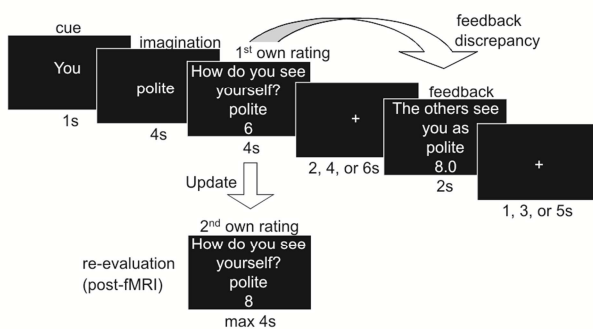 cue
You
1s
imagination
polite
4s
1st own rating
How do you see
yourself?
polite
6
4s
+
2, 4, or 6s
feedback
discrepancy
feedback
The others see
you as
polite
8.0
2s
+
1, 3, or 5s
Update
2nd own rating
re-evaluation
(post-fMRI)
How do you see
yourself?
polite
8
max 4s